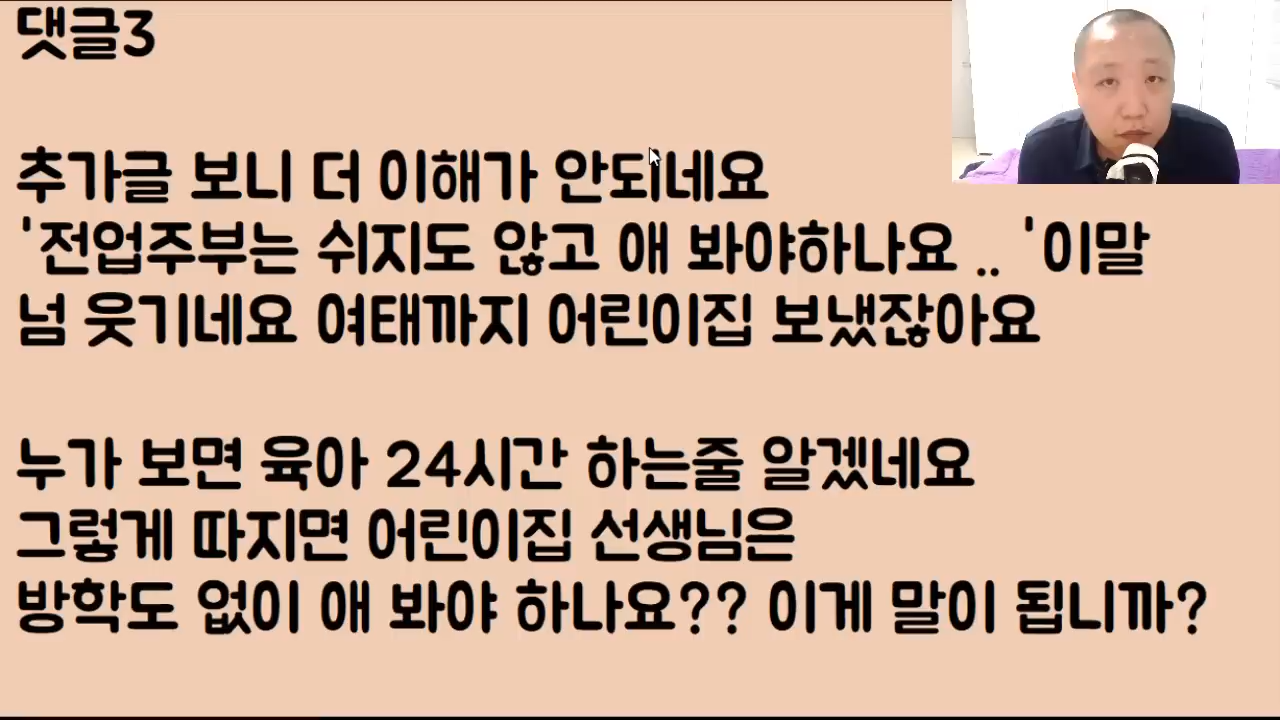 댓글3
추가글 보니 더 이해가 안되네요
'전업주부는 쉬지도 않고 애 봐야하나요 .. '이말
넘 웃기네요 여태까지 어린이집 보냈잖아요
누가 보면 육아 24시간 하는줄 알겠네요
그렇게 따지면 어린이집 선생님은
방학도 없이 애 봐야 하나요?? 이게 말이 됩니까?